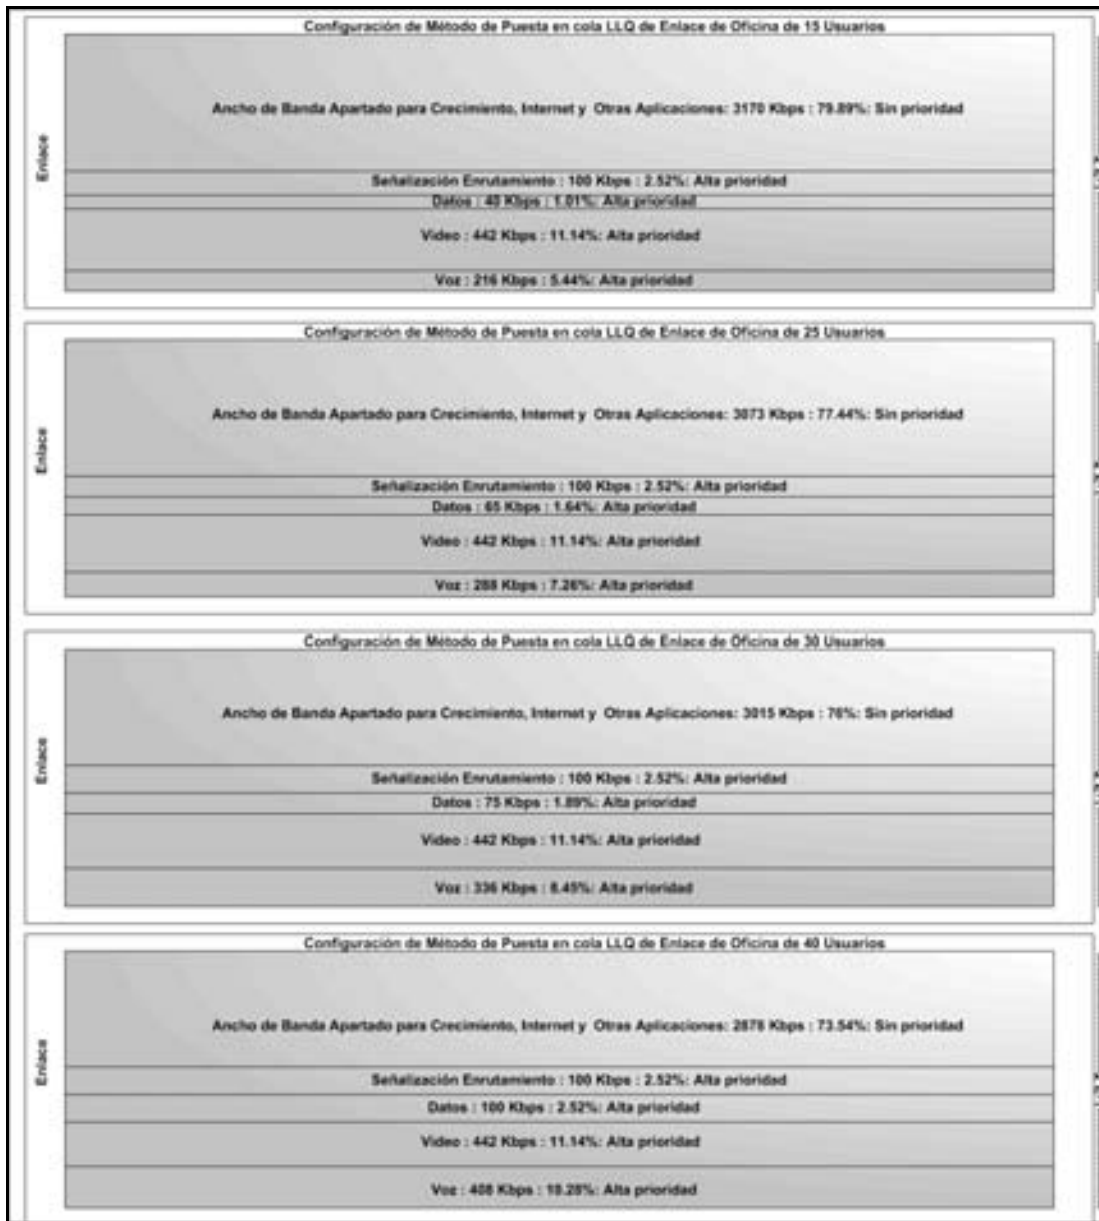 Configuración de Método de Puesta en cola LLQ de Enlace de Oficina de 15 Usuarios
Enlace
Ancho de Banda Apartado para Crecimiento, Internet y Otras Aplicaciones: 3170 Kbps : 79.89%: Sin prioridad
Señalización Enrutamiento : 100 Kbps : 2.52%: Alta prioridad
Datos : 40 Kbps : 1.01%: Alta prioridad
Video : 442 Kbps : 11.14%: Alta prioridad
Voz : 216 Kbps : 5.44%: Alta prioridad
Configuración de Método de Puesta en cola LLQ de Enlace de Oficina de 25 Usuarios
Enlace
Ancho de Banda Apartado para Crecimiento, Internet y Otras Aplicaciones: 3073 Kbps : 77.44%: Sin prioridad
Señalización Enrutamiento : 100 Kbps : 2.52%: Alta prioridad
Datos : 65 Kbps : 1.64%: Alta prioridad
Video : 442 Kbps : 11.14%: Alta prioridad
Voz : 288 Kbps : 7.26%: Alta prioridad
Configuración de Método de Puesta en cola LLQ de Enlace de Oficina de 30 Usuarios
Enlace
Ancho de Banda Apartado para Crecimiento, Internet y Otras Aplicaciones: 3015 Kbps : 76%: Sin prioridad
Señalización Enrutamiento : 100 Kbps : 2.52%: Alta prioridad
Datos : 75 Kbps : 1.89%: Alta prioridad
Video : 442 Kbps : 11.14%: Alta prioridad
Voz : 336 Kbps : 8.45%: Alta prioridad
Configuración de Método de Puesta en cola LLQ de Enlace de Oficina de 40 Usuarios
Enlace
Ancho de Banda Apartado para Crecimiento, Internet y Otras Aplicaciones: 2878 Kbps : 73.54%: Sin prioridad
Señalización Enrutamiento : 100 Kbps : 2.52%: Alta prioridad
Datos : 100 Kbps : 2.52%: Alta prioridad
Video : 442 Kbps : 11.14%: Alta prioridad
Voz : 408 Kbps : 10.28%: Alta prioridad